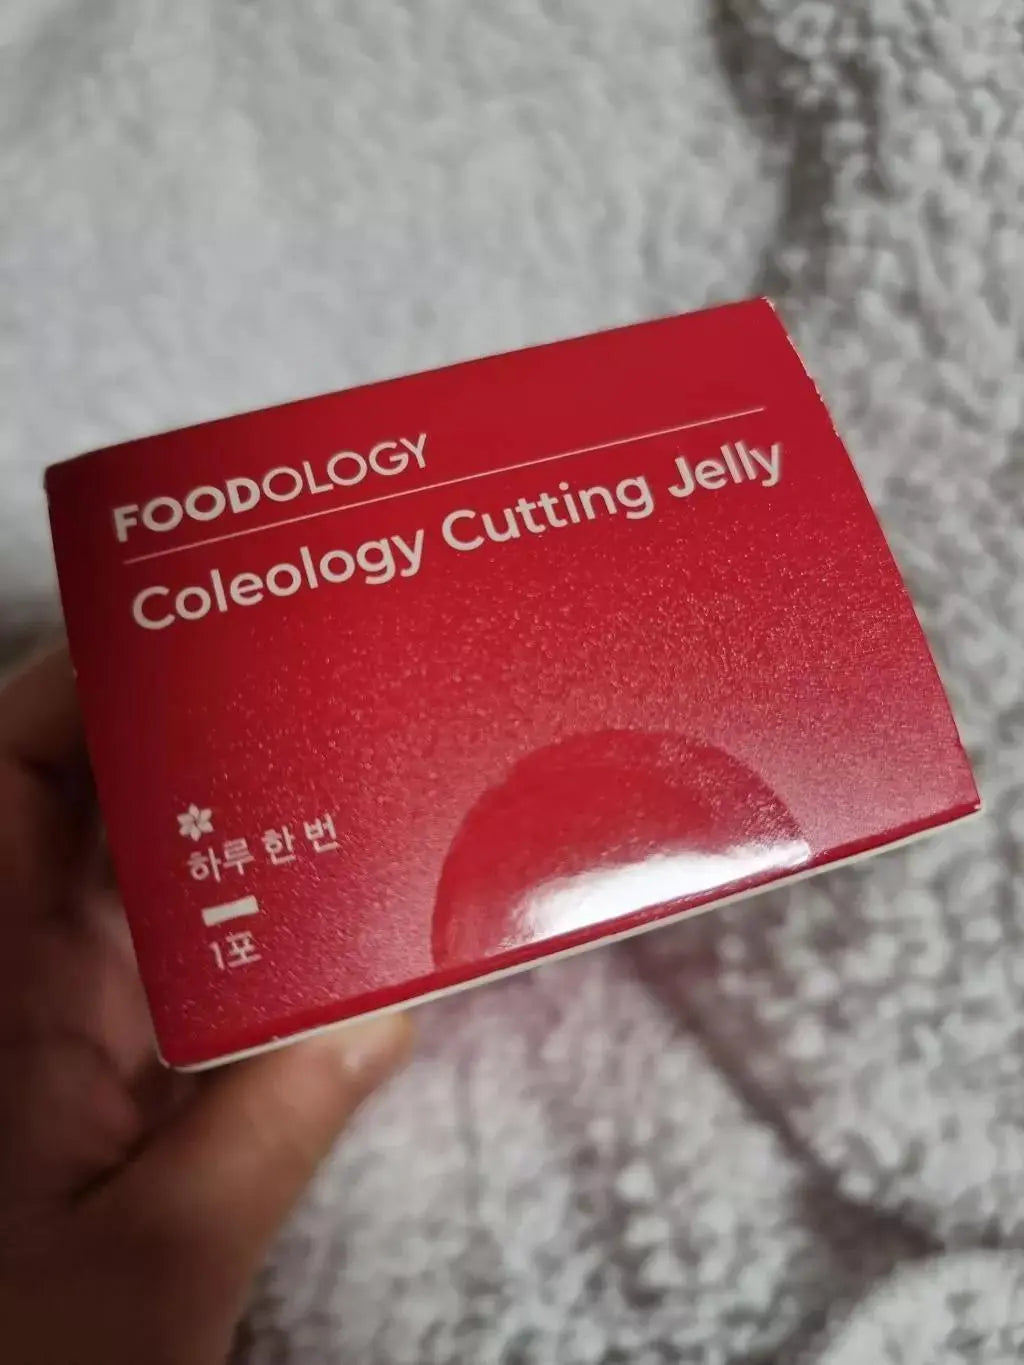 FOODOLOGY
Coleology Cutting Jelly
하루 한 번
1포